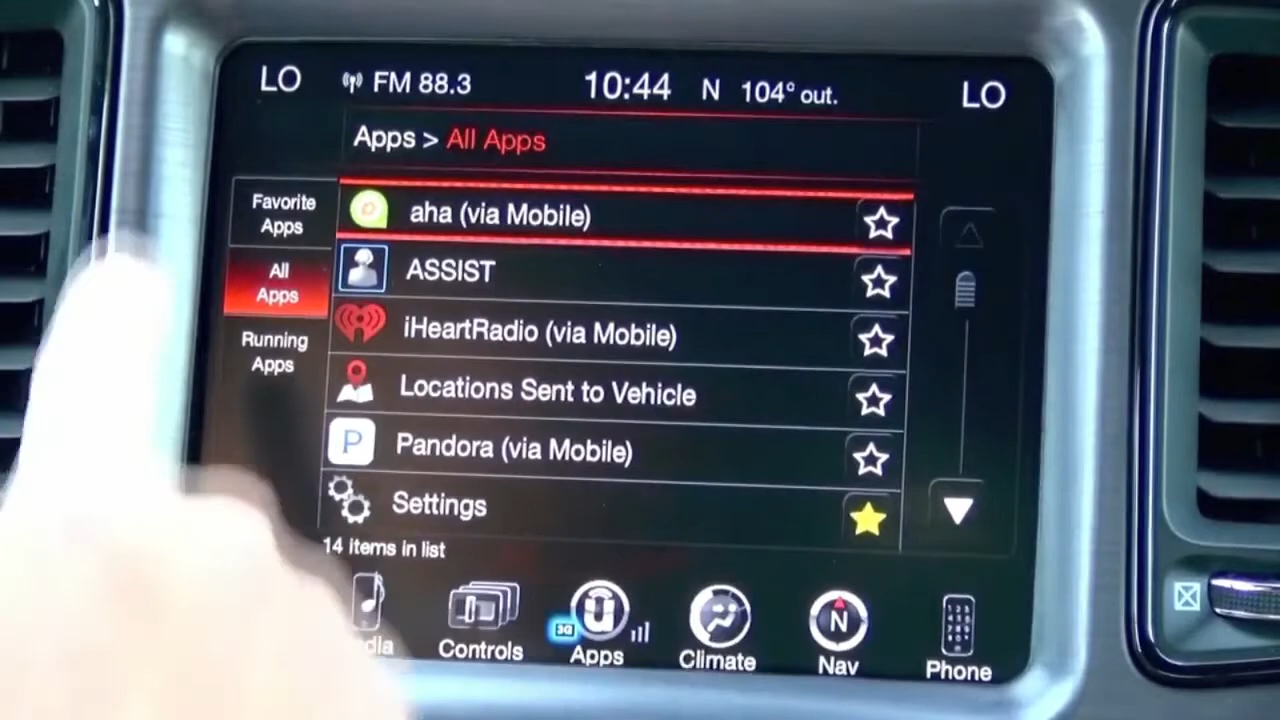 LO
FM 88.3
10:44
N
104° out.
LO
Apps > All Apps
Favorite
Apps
All
Apps
Running
Apps
aha (via Mobile)
ASSIST
iHeartRadio (via Mobile)
Locations Sent to Vehicle
P
Pandora (via Mobile)
Settings
14 items in list
Controls
3G
Apps
Climate
N
Nav
Phone